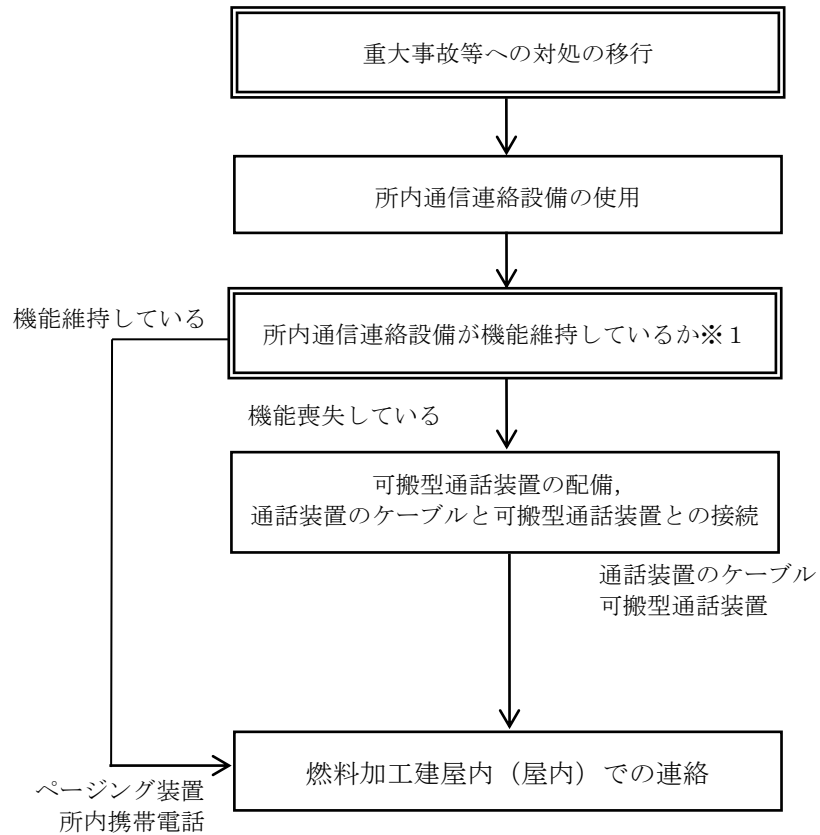 重大事故等への対処の移行
所内通信連絡設備の使用
機能維持している
所内通信連絡設備が機能維持しているか※１
機能喪失している
可搬型通話装置の配備，
通話装置のケーブルと可搬型通話装置との接続
通話装置のケーブル
可搬型通話装置
燃料加工建屋内（屋内）での連絡
ページング装置
所内携帯電話